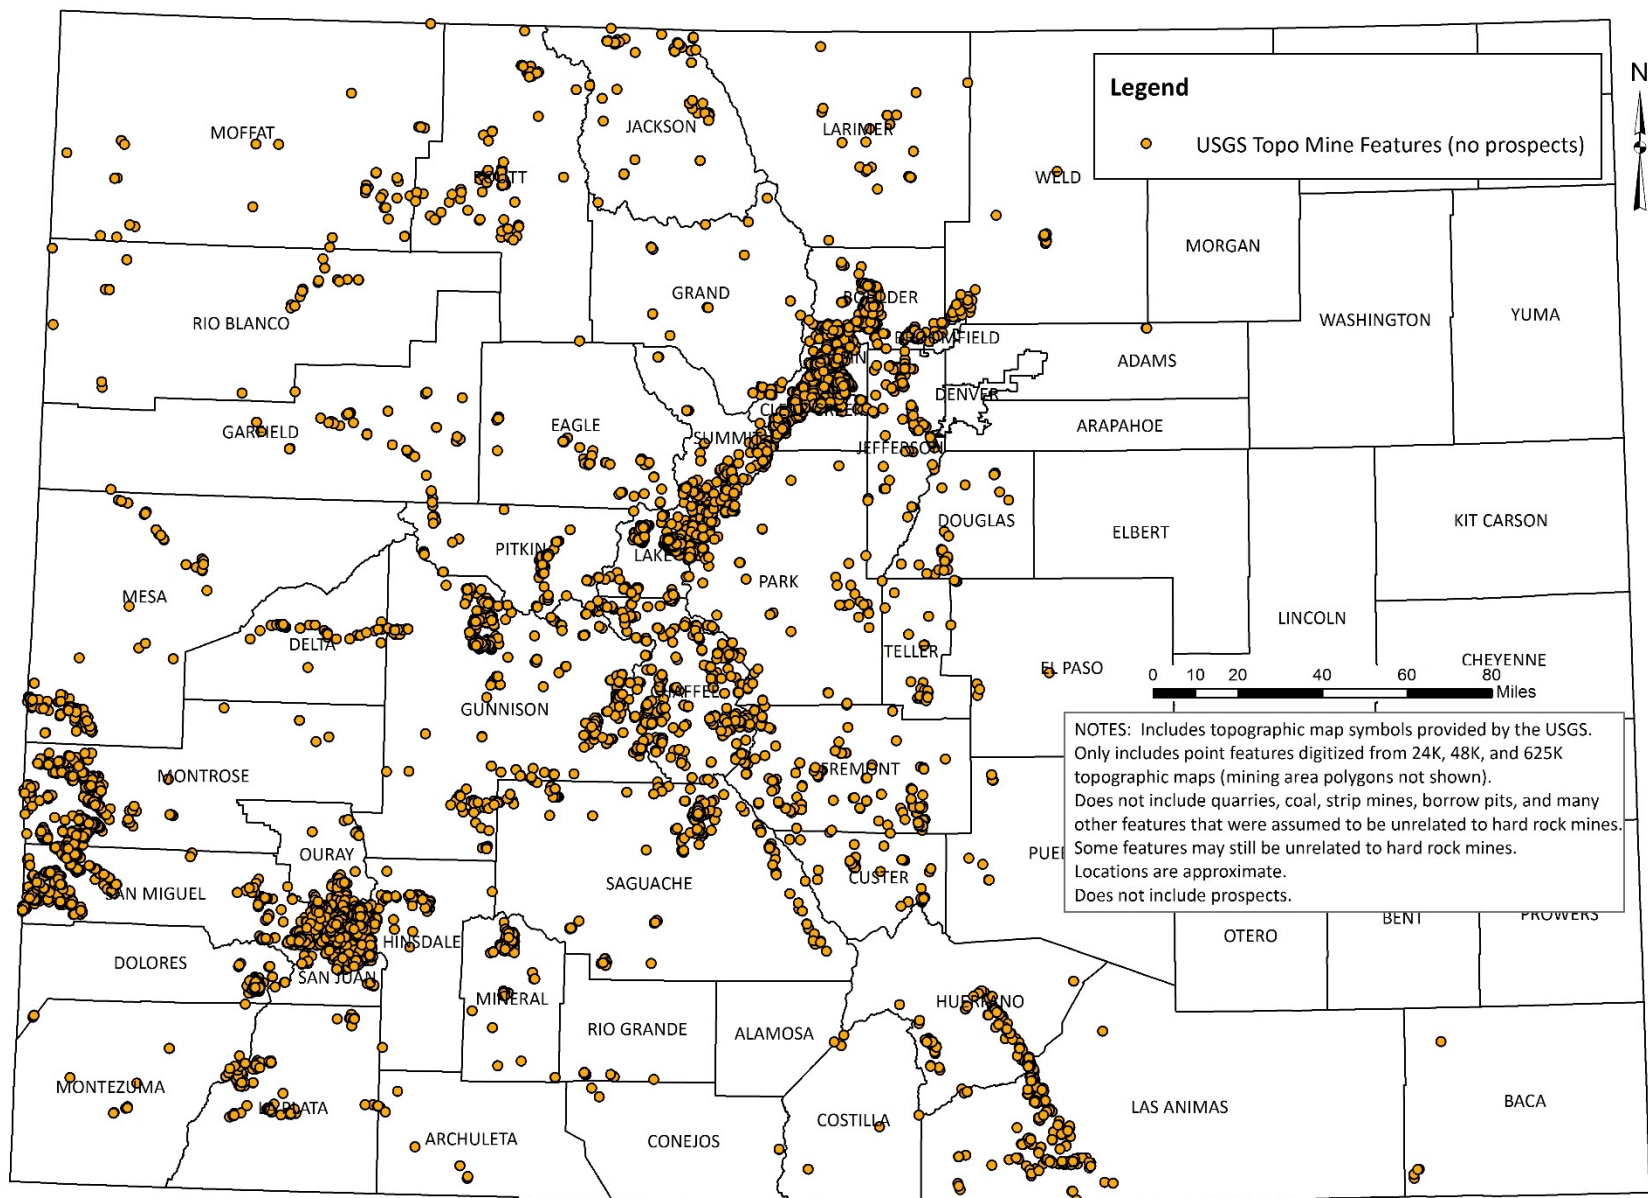 N
Legend
USGS Topo Mine Features (no prospects)
MOFFAT
JACKSON
LARIMER
ROUTT
WELD
MORGAN
GRAND
BOULDER
RIO BLANCO
WASHINGTON
YUMA
BROOMFIELD
ADAMS
DENVER
CLEAR CREEK
GARFIELD
EAGLE
SUMMIT
ARAPAHOE
JEFFERSON
DOUGLAS
ELBERT
KIT CARSON
PITKIN
LAKE
PARK
MESA
LINCOLN
DELTA
TELLER
EL PASO
CHEYENNE
0 10 20 40 60 80
Miles
GUNNISON
CHAFFEE
MONTROSE
FREMONT
NOTES: Includes topographic map symbols provided by the USGS.
Only includes point features digitized from 24K, 48K, and 625K
topographic maps (mining area polygons not shown).
Does not include quarries, coal, strip mines, borrow pits, and many
other features that were assumed to be unrelated to hard rock mines.
Some features may still be unrelated to hard rock mines.
Locations are approximate.
Does not include prospects.
OURAY
SAN MIGUEL
SAGUACHE
CUSTER
PUE
BENT
PROWERS
OTERO
HINSDALE
DOLORES
SAN JUAN
MINERAL
HUERFANO
RIO GRANDE
ALAMOSA
MONTEZUMA
LA PLATA
ARCHULETA
CONEJOS
COSTILLA
LAS ANIMAS
BACA